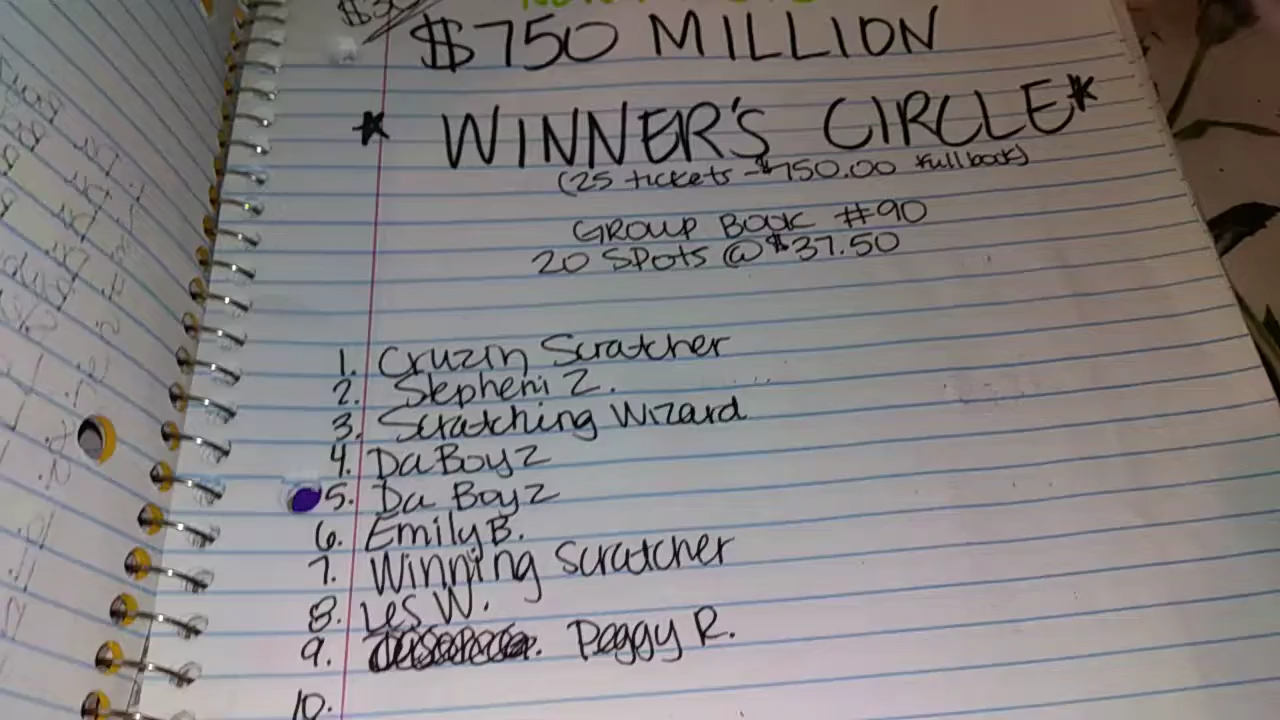 $750 MILLION
* WINNER'S CIRCLE*
(25 tickets - $750.00 full book)
GROUP BOOK #90
20 SPOTS @ $37.50
1. Cruzin Scratcher
2. Stepheni Z.
3. Scratching Wizard
4. Da Boyz
5. Da Boyz
6. Emily B.
7. Winning Scratcher
8. Les W.
9. Peggy R.
10.